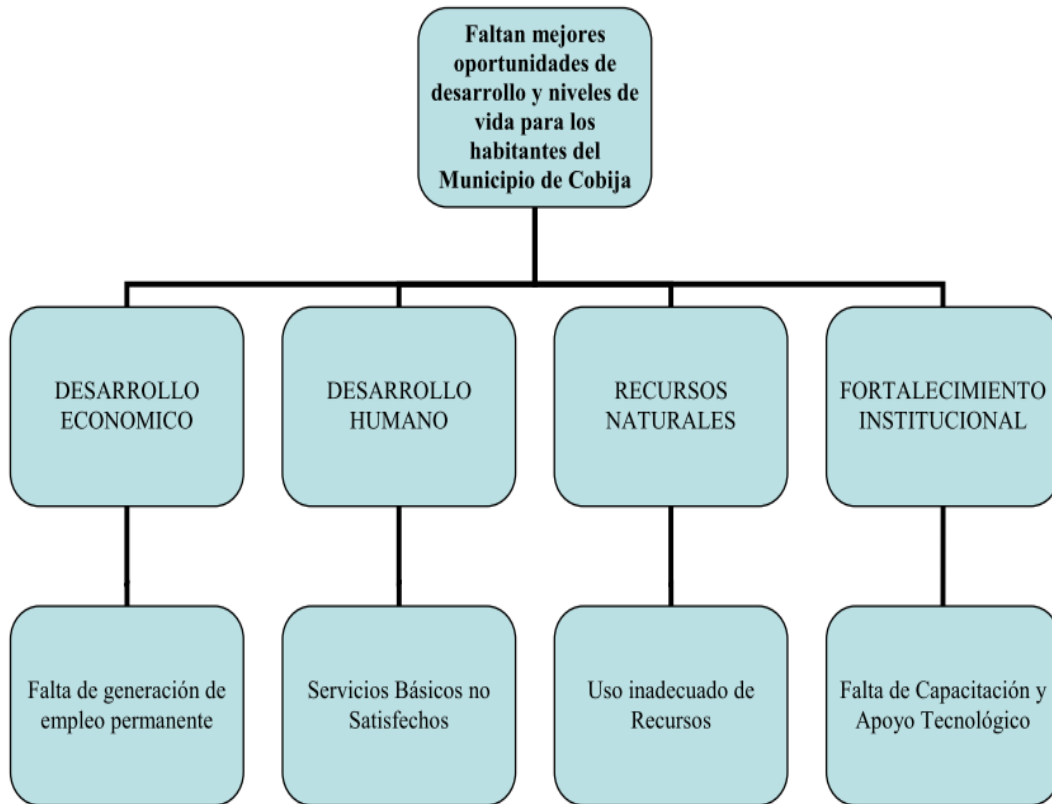 Faltan mejores
oportunidades de
desarrollo y niveles de
vida para los
habitantes del
Municipio de Cobija
DESARROLLO
ECONOMICO
DESARROLLO
HUMANO
RECURSOS
NATURALES
FORTALECIMIENTO
INSTITUCIONAL
Falta de generación de
empleo permanente
Servicios Básicos no
Satisfechos
Uso inadecuado de
Recursos
Falta de Capacitación y
Apoyo Tecnológico